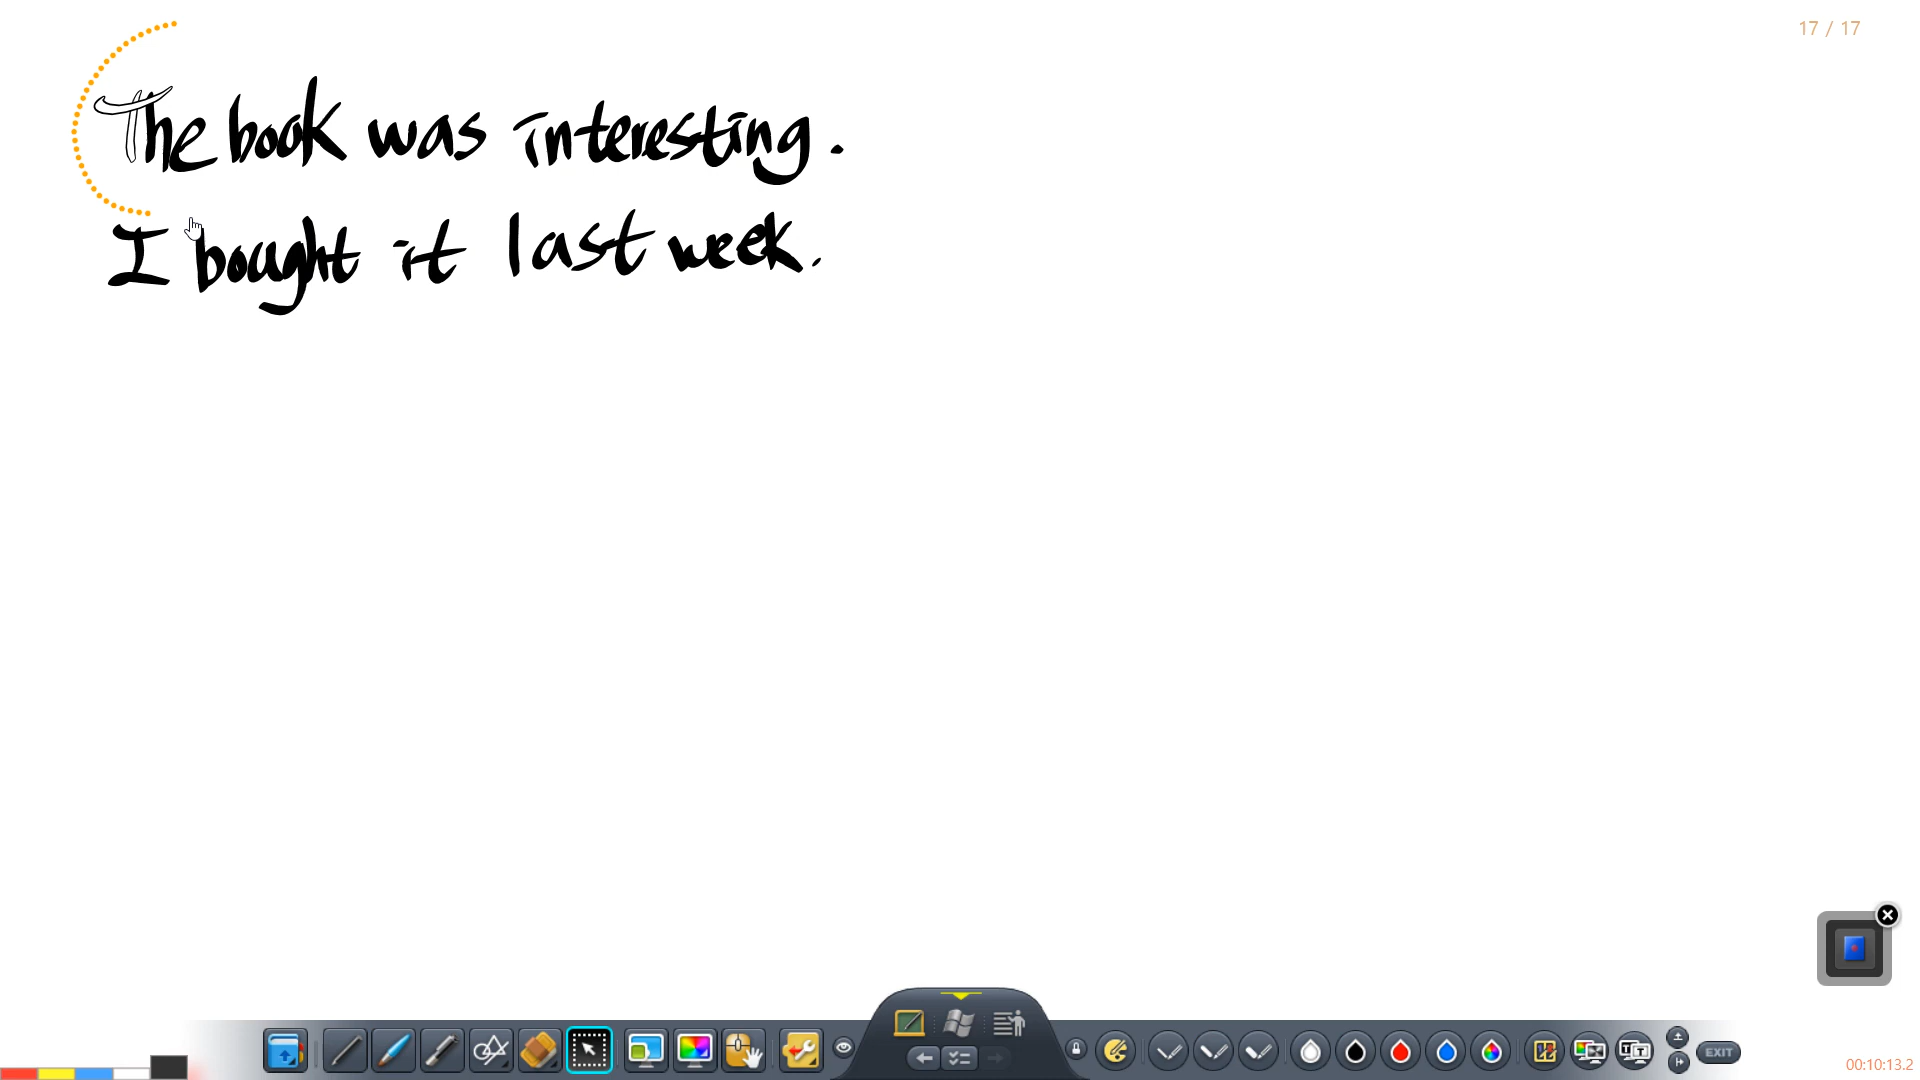 17 / 17
The book was interesting.
I bought it last week.
EXIT
00:10:13.2